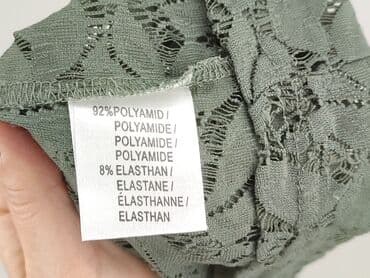 92%POLYAMID/
POLYAMIDE/
POLYAMIDE/
POLYAMIDE
8% ELASTHAN/
ELASTANE/
ÉLASTHANNE/
ELASTHAN